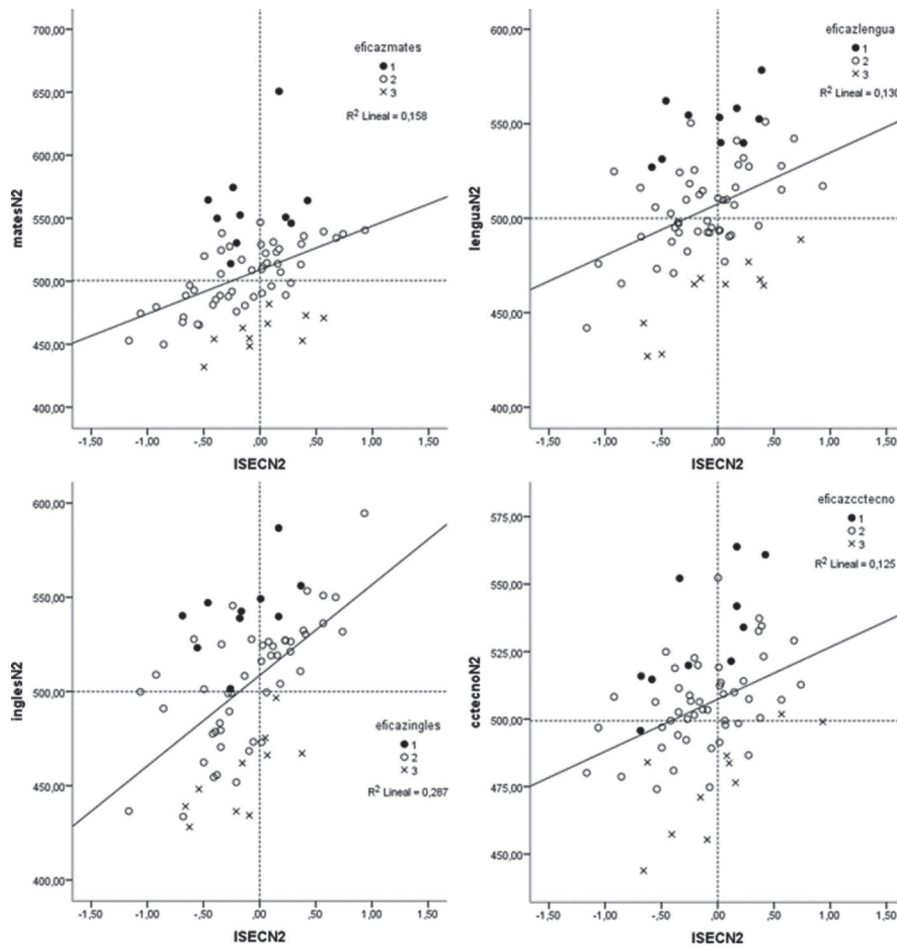 700,00
650,00
600,00
550,00
500,00
450,00
400,00
matesN2
eficazmates
1
2
3
R2 Lineal = 0,158
-1,50 -1,00 -,50 ,00 ,50 1,00 1,50
ISECN2
600,00
550,00
500,00
450,00
400,00
lenguaN2
eficazlengua
1
2
3
R2 Lineal = 0,130
-1,50 -1,00 -,50 ,00 ,50 1,00 1,50
ISECN2
600,00
550,00
500,00
450,00
400,00
inglesN2
eficazingles
1
2
3
R2 Lineal = 0,287
-1,50 -1,00 -,50 ,00 ,50 1,00 1,50
ISECN2
575,00
550,00
525,00
500,00
475,00
450,00
cctecnoN2
eficazcctecno
1
2
3
R2 Lineal = 0,125
-1,50 -1,00 -,50 ,00 ,50 1,00 1,50
ISECN2